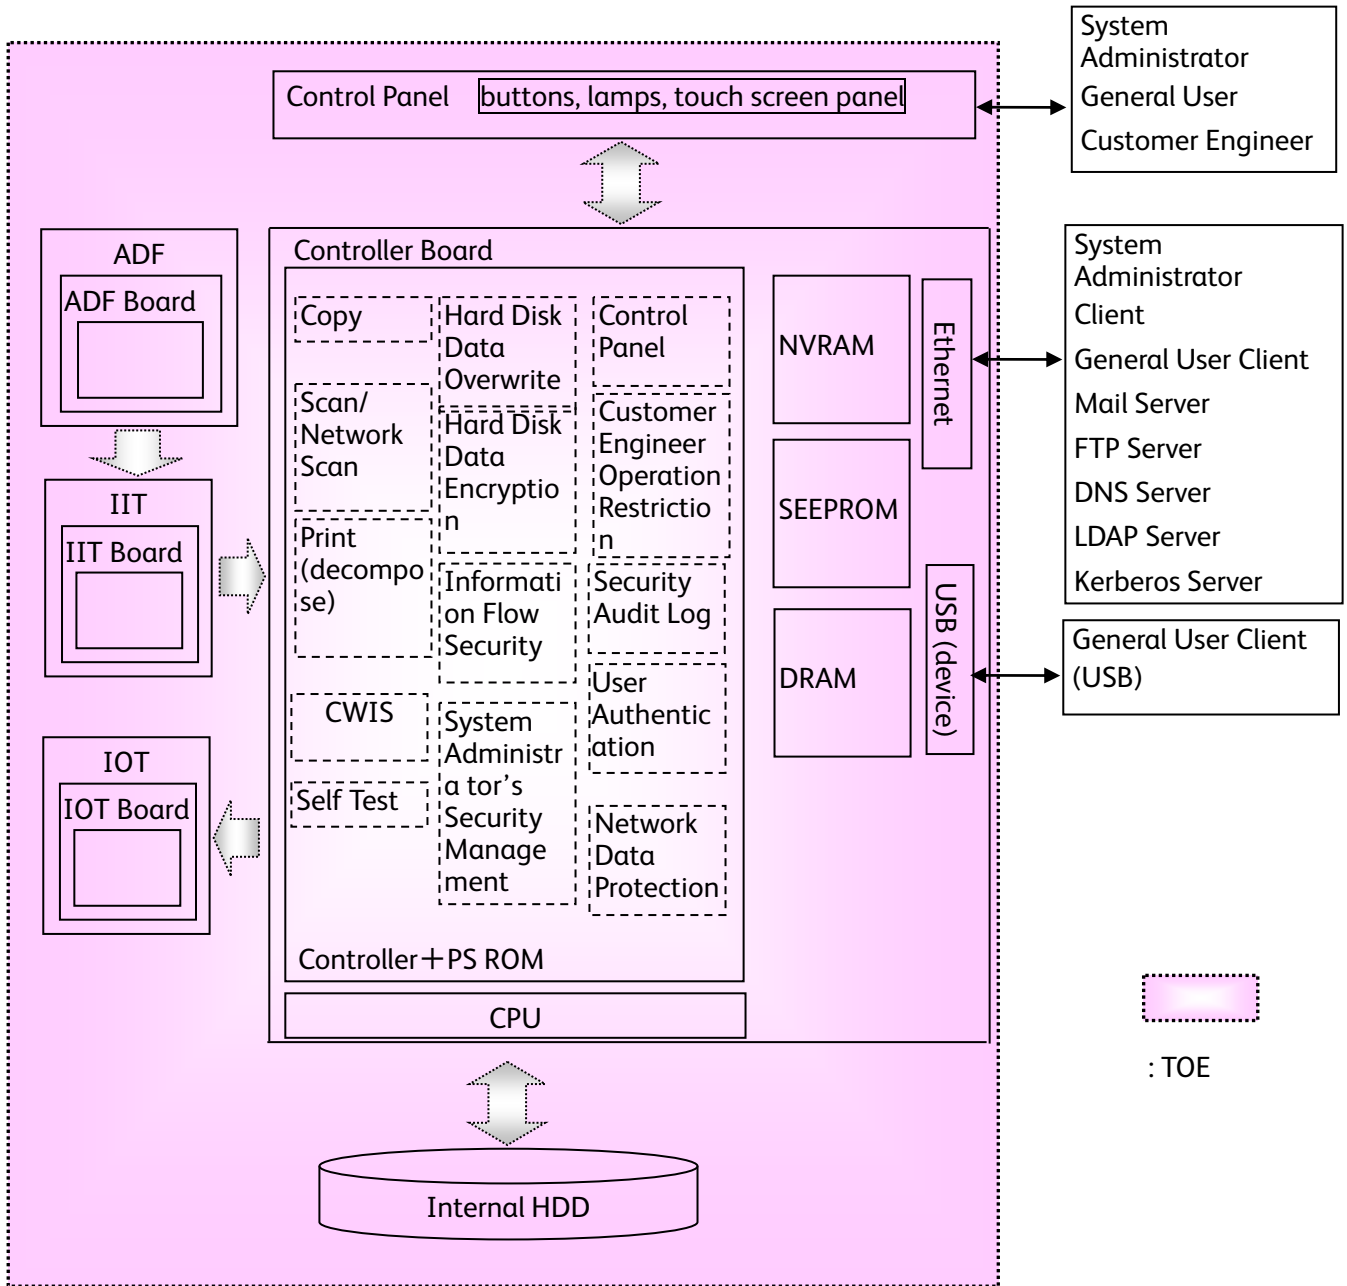 System
Administrator
General User
Customer Engineer
Control Panel
buttons, lamps, touch screen panel
ADF
ADF Board
IIT
IIT Board
IOT
IOT Board
Controller Board
Copy
Scan/
Network
Scan
Print
(decompo
se)
CWIS
Self Test
Hard Disk
Data
Overwrite
Hard Disk
Data
Encryptio
n
Informati
on Flow
Security
System
Administr
a tor’s
Security
Manage
ment
Control
Panel
Customer
Engineer
Operation
Restrictio
n
Security
Audit Log
User
Authentic
ation
Network
Data
Protection
Controller＋PS ROM
CPU
NVRAM
SEEPROM
DRAM
Ethernet
USB (device)
System
Administrator
Client
General User Client
Mail Server
FTP Server
DNS Server
LDAP Server
Kerberos Server
General User Client
(USB)
Internal HDD
: TOE